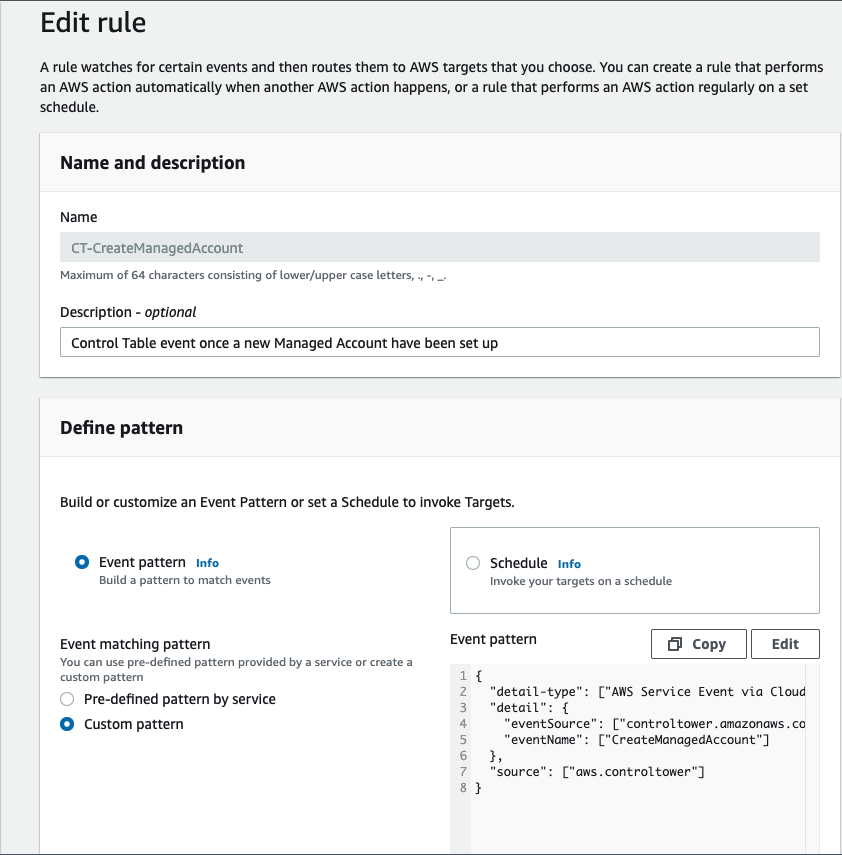 Edit rule
A rule watches for certain events and then routes them to AWS targets that you choose. You can create a rule that performs
an AWS action automatically when another AWS action happens, or a rule that performs an AWS action regularly on a set
schedule.
Name and description
Name
CT-CreateManagedAccount
Maximum of 64 characters consisting of lower/upper case letters, ., -, _.
Description - optional
Control Table event once a new Managed Account have been set up
Define pattern
Build or customize an Event Pattern or set a Schedule to invoke Targets.
Event pattern Info
Build a pattern to match events
Schedule Info
Invoke your targets on a schedule
Event matching pattern
You can use pre-defined pattern provided by a service or create a
custom pattern
Pre-defined pattern by service
Custom pattern
Event pattern
Copy
Edit
1 {
2 "detail-type": ["AWS Service Event via Cloud
3 "detail": {
4 "eventSource": ["controltower.amazonaws.co
5 "eventName": ["CreateManagedAccount"]
6 },
7 "source": ["aws.controltower"]
8 }